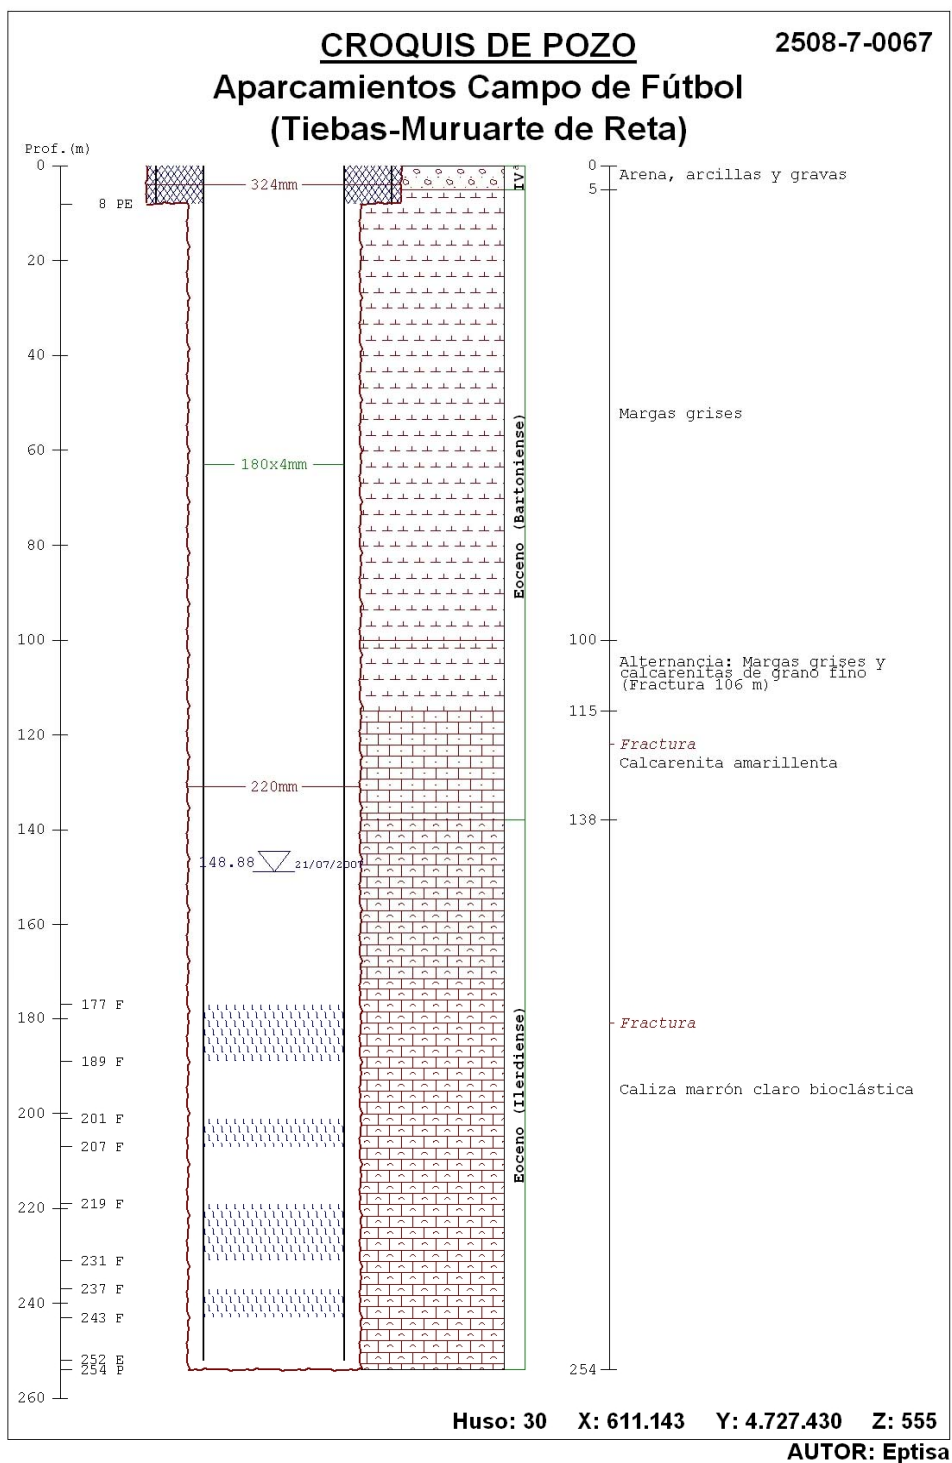 CROQUIS DE POZO
2508-7-0067
Aparcamientos Campo de Fútbol
(Tiebas-Muruarte de Reta)
Prof.(m)
0
8 PE
20
40
60
80
100
120
140
160
177 F
180
189 F
200
201 F
207 F
219 F
220
231 F
237 F
240
243 F
252 E
254 P
260
324mm
180x4mm
220mm
148.88
21/07/2007
IV
Eoceno (Bartoniense)
Eoceno (Ilerdiense)
0
Arena, arcillas y gravas
5
Margas grises
100
Alternancia: Margas grises y
calcarenitas de grano fino
(Fractura 106 m)
115
Fractura
Calcarenita amarillenta
138
Fractura
Caliza marrón claro bioclástica
254
Huso: 30 X: 611.143 Y: 4.727.430 Z: 555
AUTOR: Eptisa